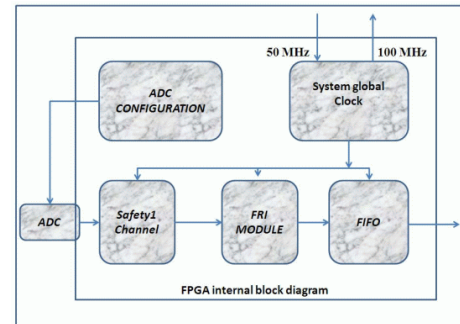 50 MHz
100 MHz
ADC
CONFIGURATION
System global
Clock
ADC
Safety1
Channel
FRI
MODULE
FIFO
FPGA internal block diagram